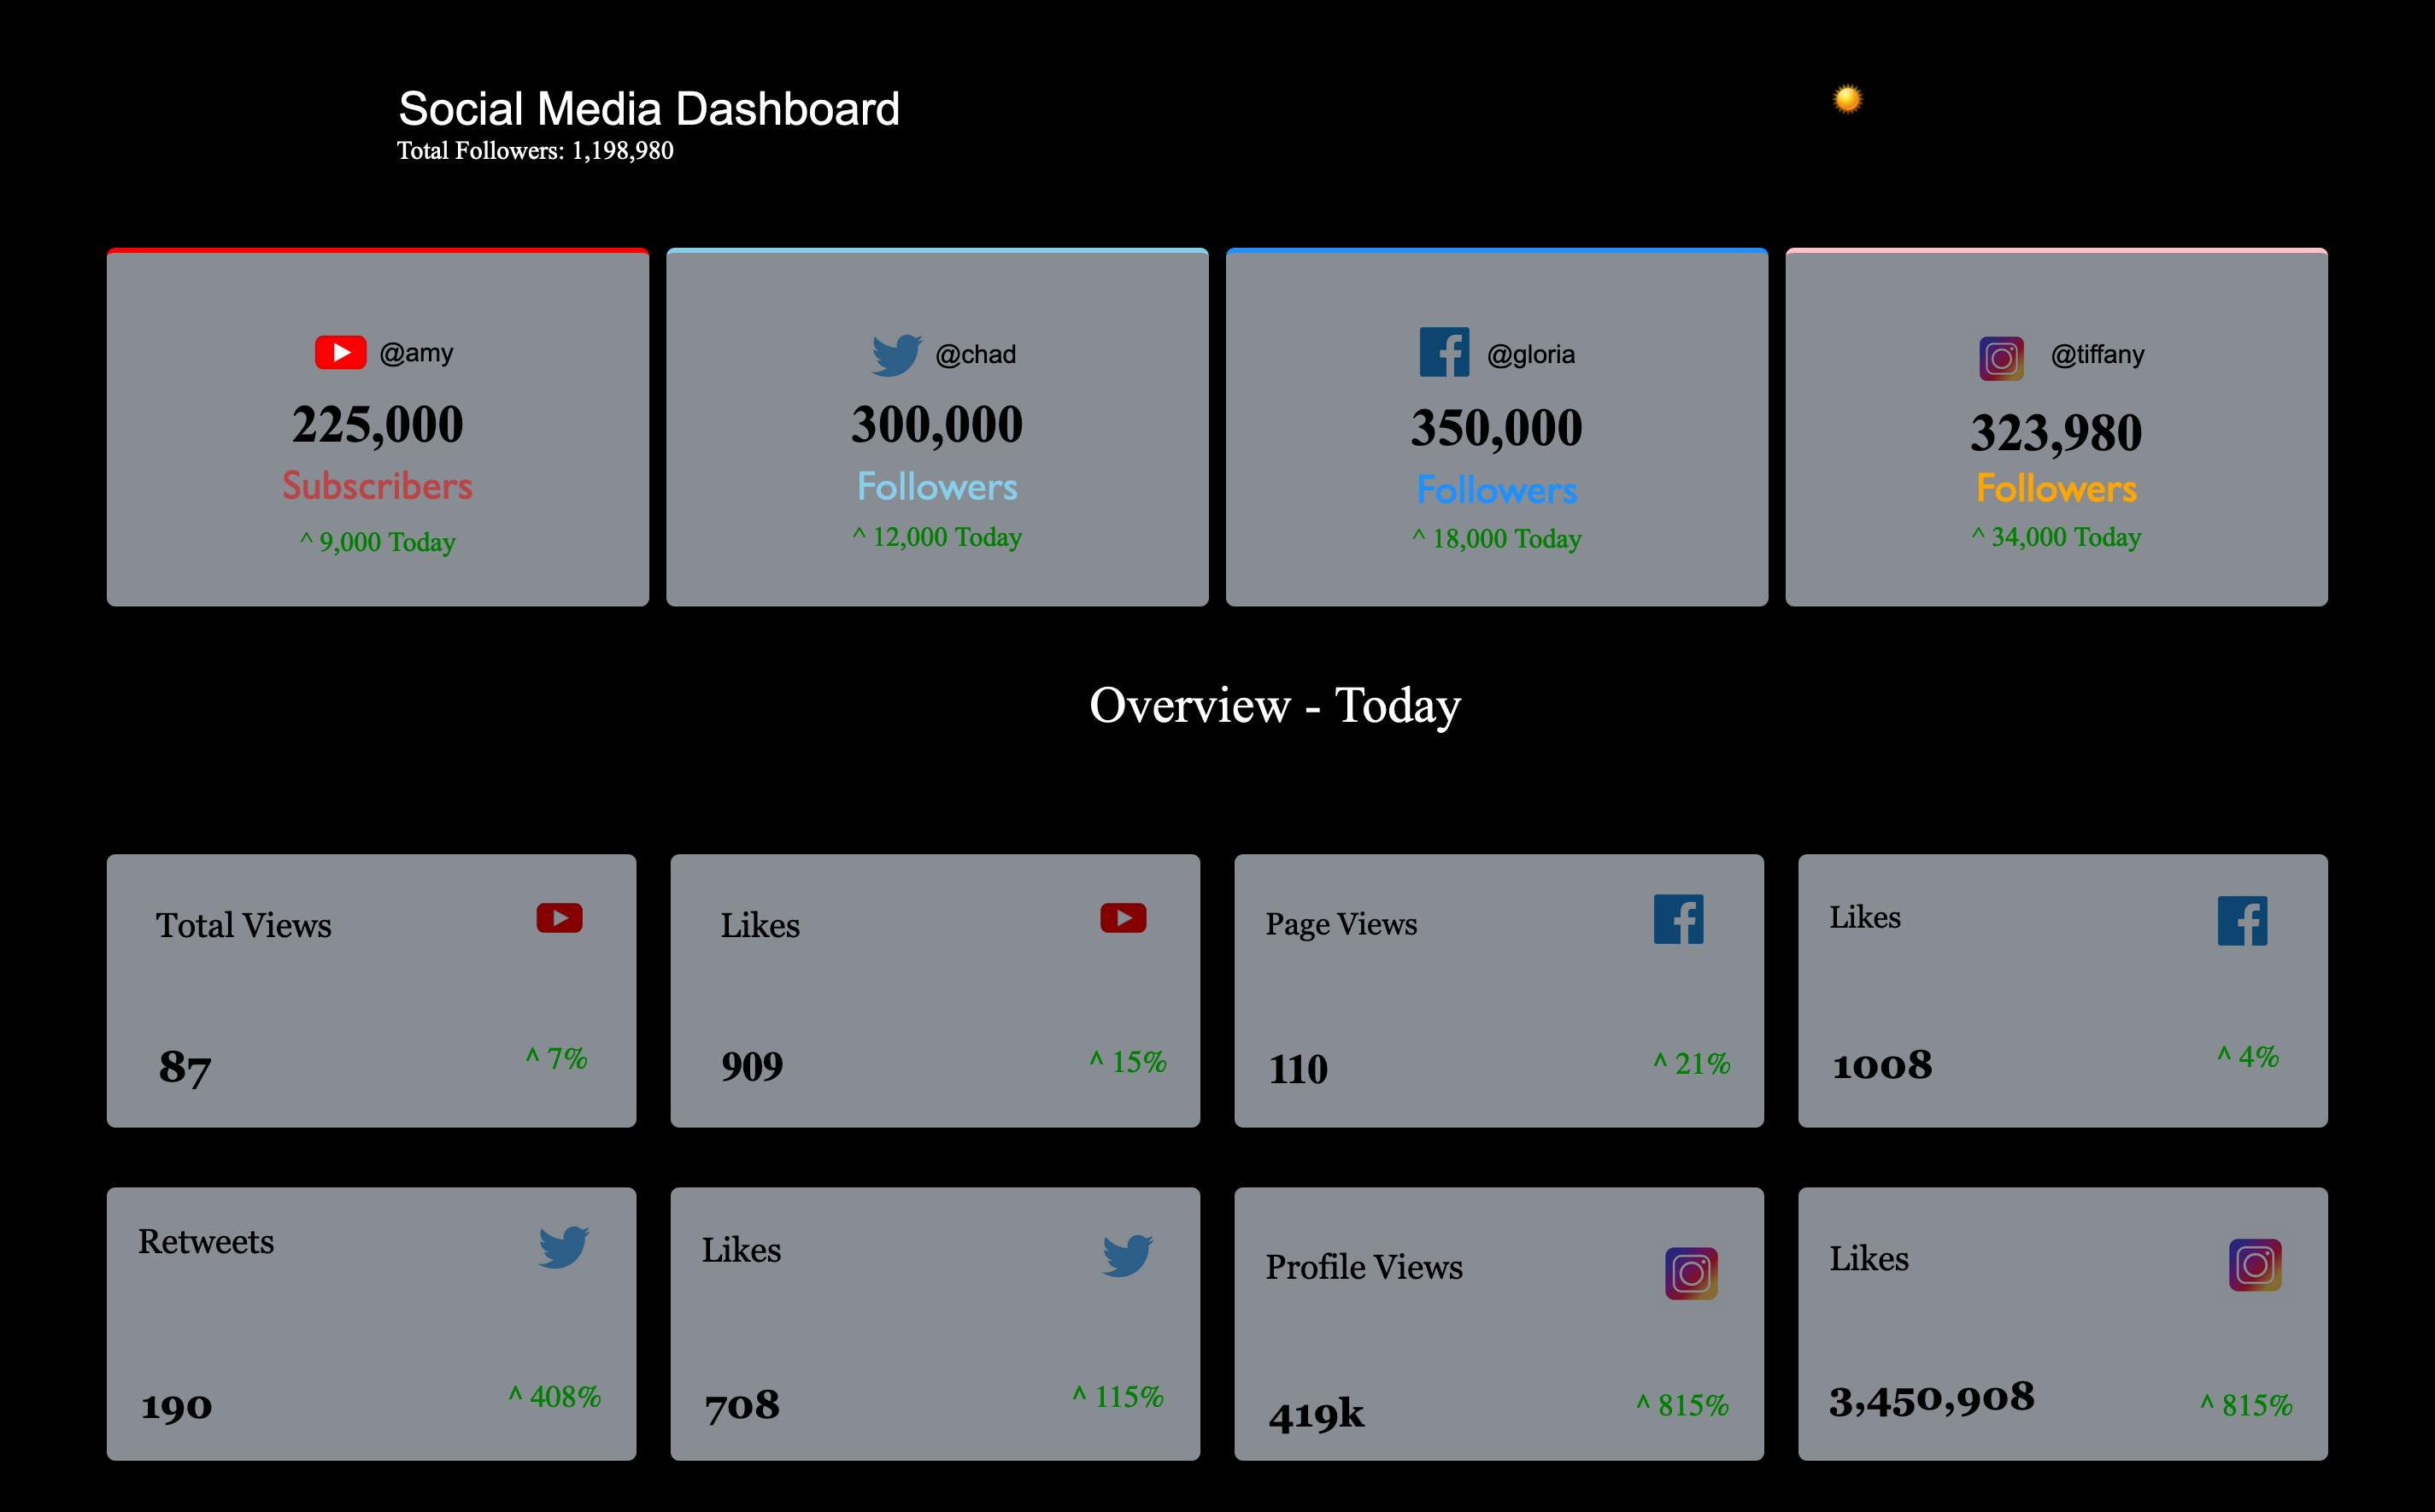 Social Media Dashboard
Total Followers: 1,198,980
@amy
225,000
Subscribers
^ 9,000 Today
@chad
300,000
Followers
^ 12,000 Today
@gloria
350,000
Followers
^ 18,000 Today
@tiffany
323,980
Followers
^ 34,000 Today
Overview - Today
Total Views
87
^ 7%
Likes
909
^ 15%
Page Views
110
^ 21%
Likes
1008
^ 4%
Retweets
190
^ 408%
Likes
708
^ 115%
Profile Views
419k
^ 815%
Likes
3,450,908
^ 815%